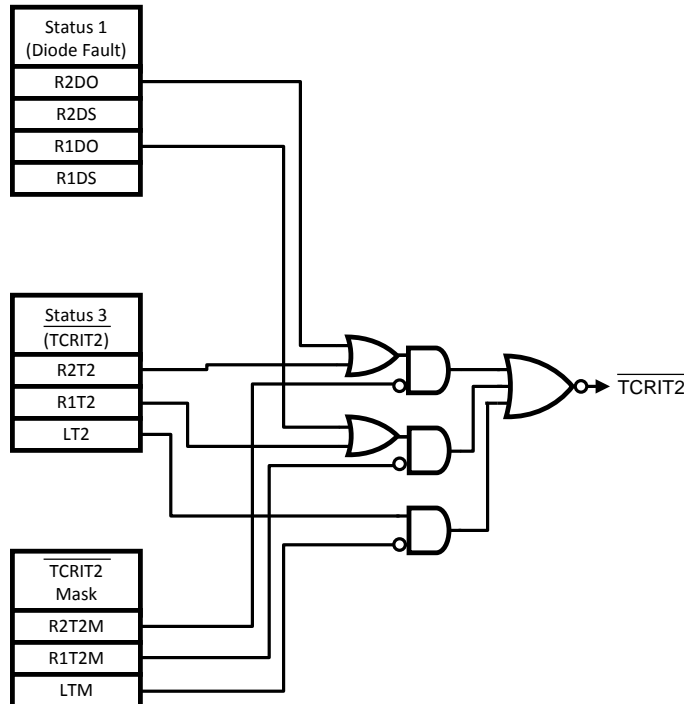 Status 1
(Diode Fault)
R2DO
R2DS
R1DO
R1DS
Status 3
(TCRIT2)
R2T2
R1T2
LT2
TCRIT2
TCRIT2
Mask
R2T2M
R1T2M
LTM